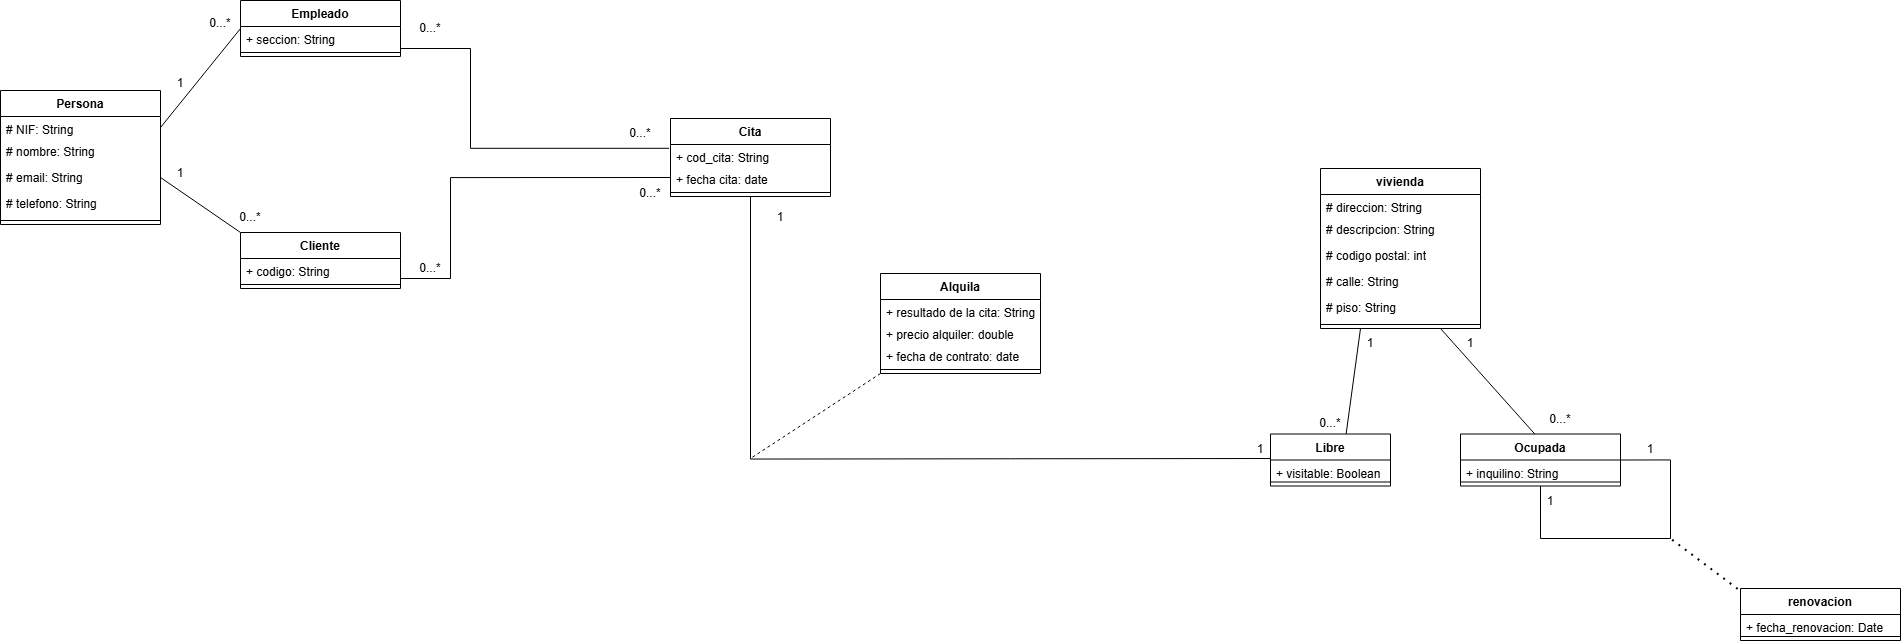 Empleado
+ seccion: String
0...*
0...*
1
Persona
# NIF: String
# nombre: String
# email: String
# telefono: String
1
0...*
Cliente
+ codigo: String
0...*
0...*
Cita
+ cod_cita: String
+ fecha cita: date
0...*
1
Alquila
+ resultado de la cita: String
+ precio alquiler: double
+ fecha de contrato: date
vivienda
# direccion: String
# descripcion: String
# codigo postal: int
# calle: String
# piso: String
1
1
0...*
0...*
1
Libre
+ visitable: Boolean
Ocupada
+ inquilino: String
1
1
renovacion
+ fecha_renovacion: Date